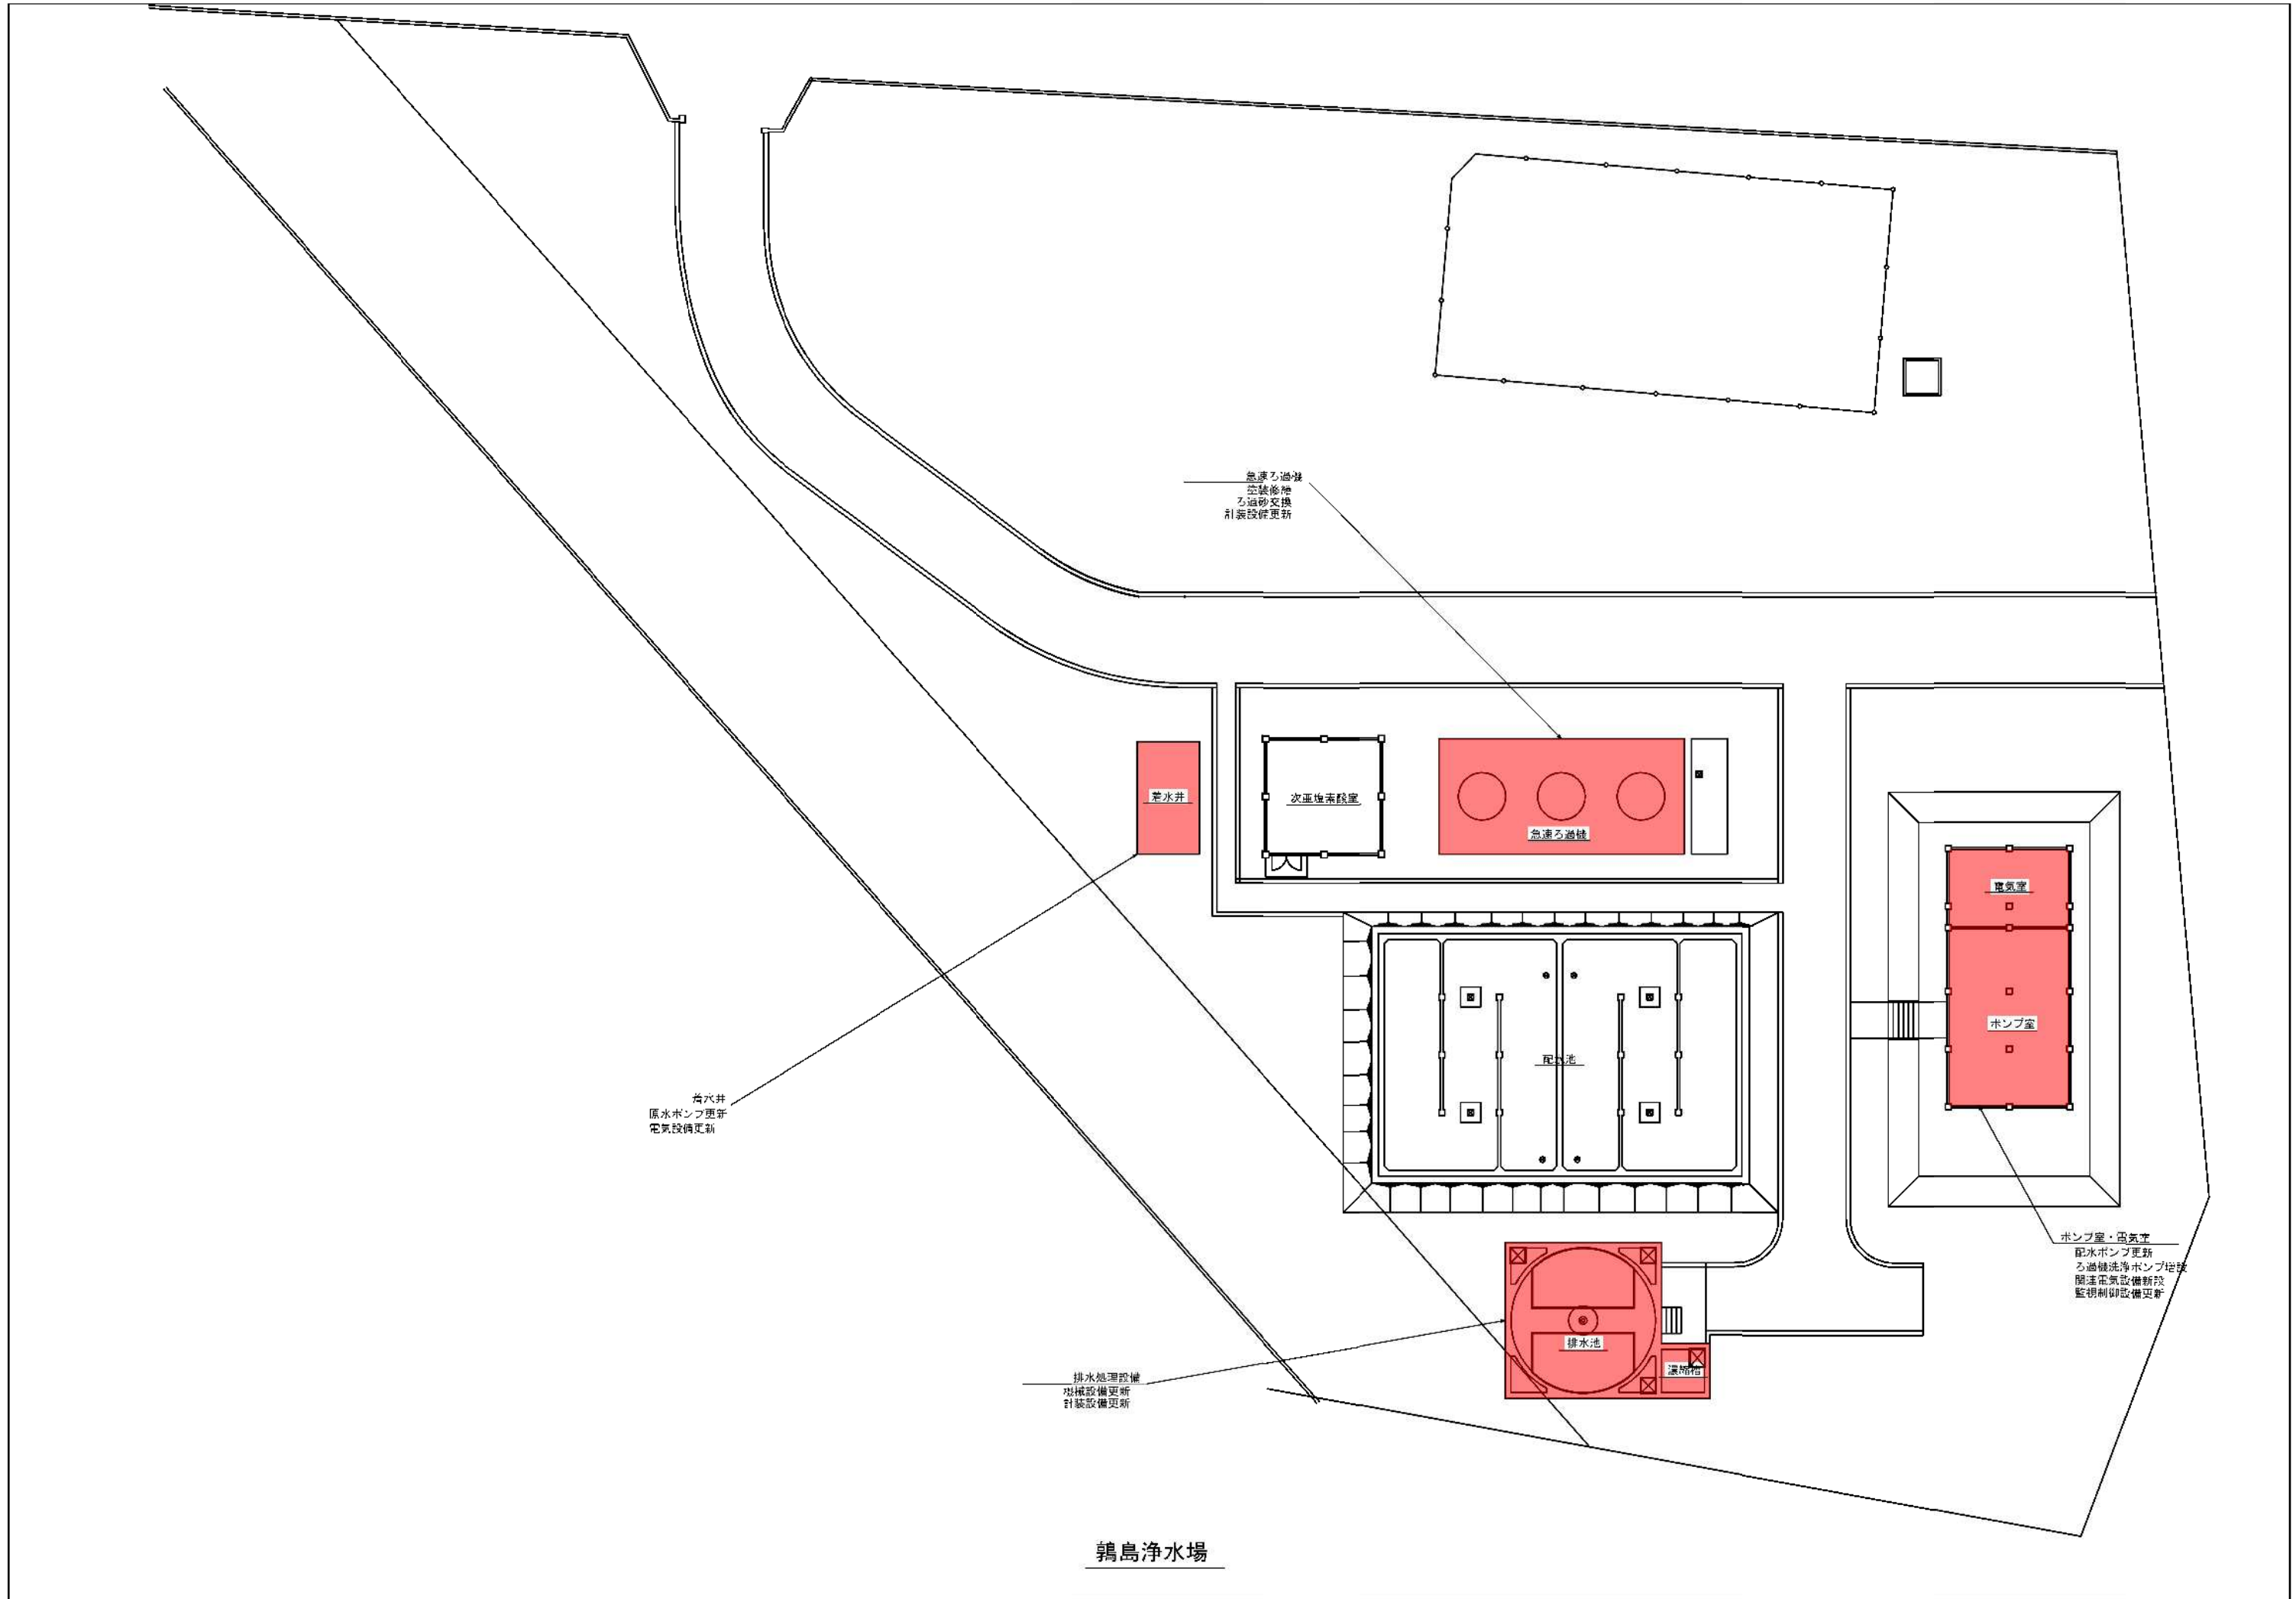 急速ろ過機
塗装修繕
ろ過砂交換
計装設備更新
着水井
次亜塩素酸室
急速ろ過機
電気室
ポンプ室
配水池
着水井
原水ポンプ更新
電気設備更新
ポンプ室・電気室
配水ポンプ更新
ろ過機洗浄ポンプ増設
関連電気設備新設
監視制御設備更新
排水池
濃縮槽
排水処理設備
機械設備更新
計装設備更新
鶉島浄水場